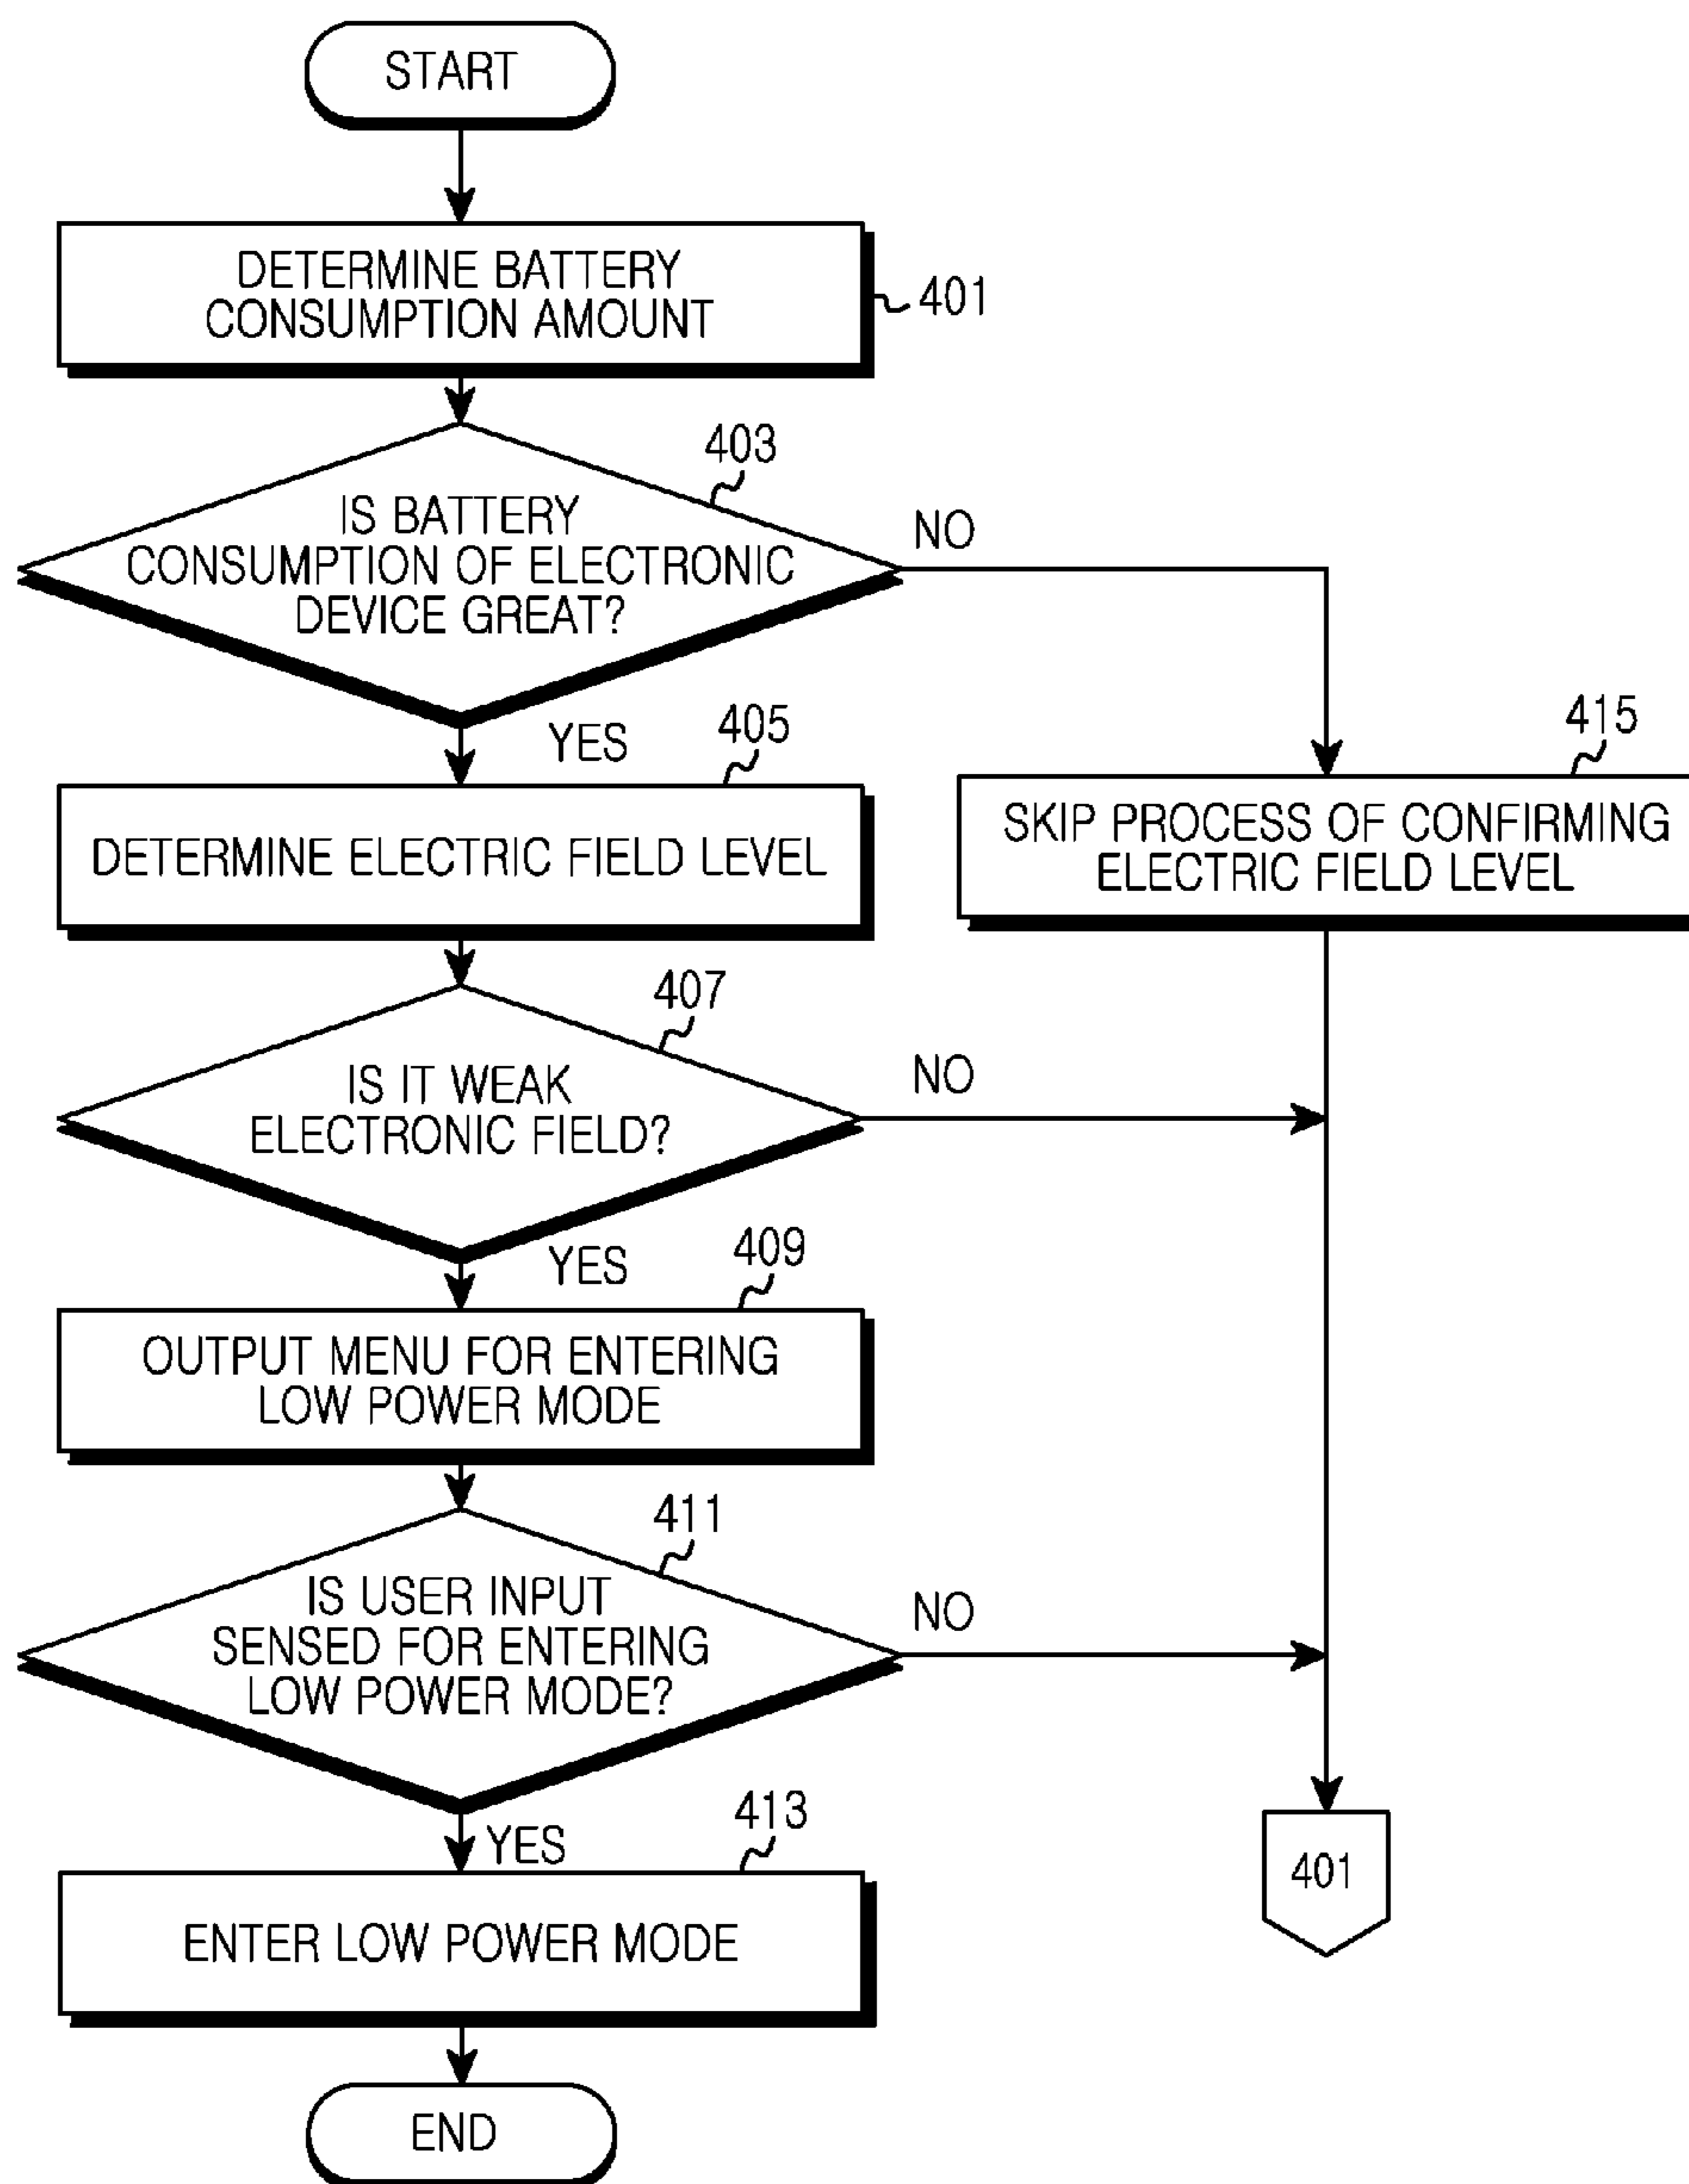 START
DETERMINE BATTERY
CONSUMPTION AMOUNT
401
403
IS BATTERY
CONSUMPTION OF ELECTRONIC
DEVICE GREAT?
NO
YES
405
DETERMINE ELECTRIC FIELD LEVEL
415
SKIP PROCESS OF CONFIRMING
ELECTRIC FIELD LEVEL
407
IS IT WEAK
ELECTRONIC FIELD?
NO
YES
409
OUTPUT MENU FOR ENTERING
LOW POWER MODE
411
IS USER INPUT
SENSED FOR ENTERING
LOW POWER MODE?
NO
YES
413
ENTER LOW POWER MODE
401
END